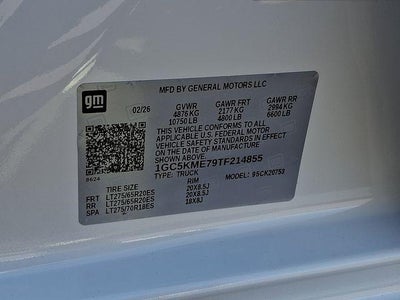 gm
MFD BY GENERAL MOTORS LLC
02/26 GVWR GAWR FRT GAWR RR
4876 KG 2177 KG 2994 KG
10750 LB 4800 LB 6600 LB
THIS VEHICLE CONFORMS TO ALL
APPLICABLE U.S. FEDERAL MOTOR
VEHICLE SAFETY STANDARDS IN EFFECT ON
THE DATE OF MANUFACTURE SHOWN ABOVE.
8624 1GC5KME79TF214855
TYPE: TRUCK 95CK20753
TIRE SIZE RIM
FRT LT275/65R20ES 20X8.5J
RR LT275/65R20ES 20X8.5J
SPA LT275/70R18ES 18X8J